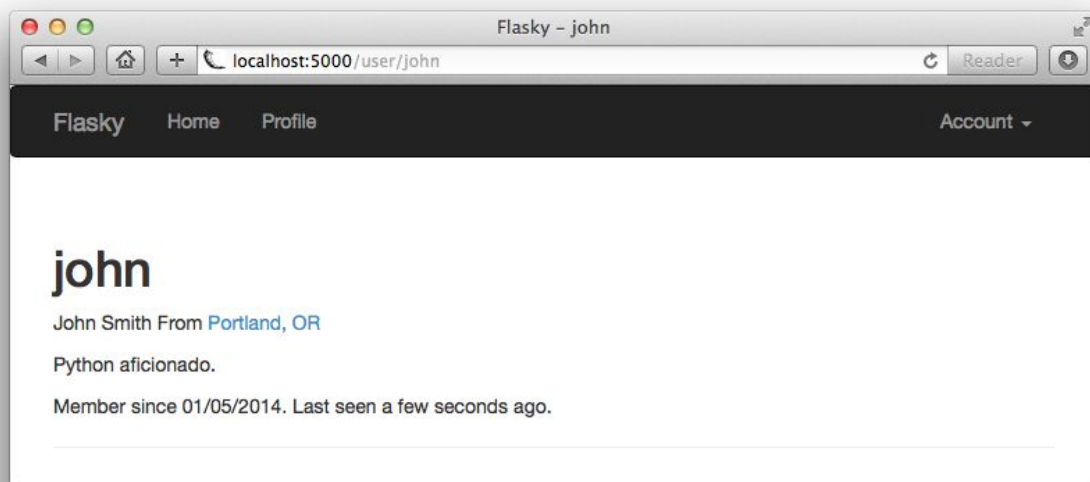 Flasky – john
localhost:5000/user/john
Reader
Flasky Home Profile Account
john
John Smith From Portland, OR
Python aficionado.
Member since 01/05/2014. Last seen a few seconds ago.